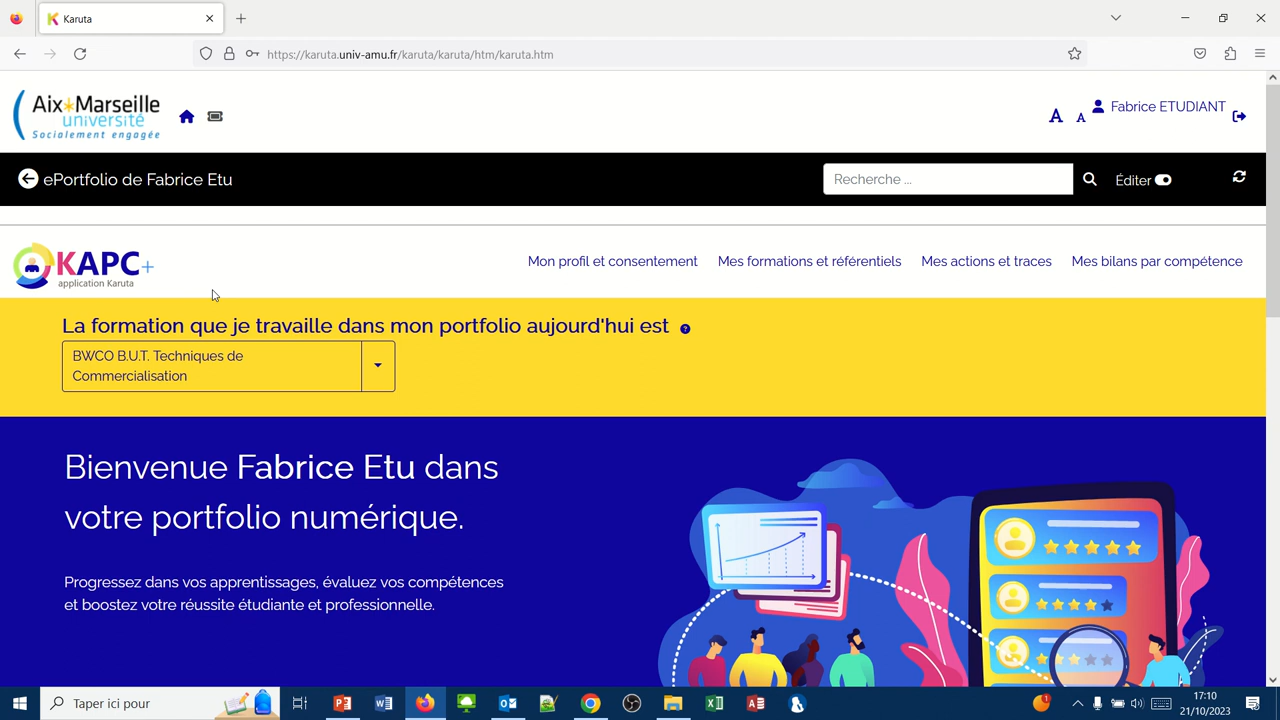 Karuta
https://karuta.univ-amu.fr/karuta/karuta/htm/karuta.htm
Aix✶Marseille
université
Socialement engagée
A A Fabrice ETUDIANT
ePortfolio de Fabrice Etu
Recherche ...
Éditer
KAPC+
application Karuta
Mon profil et consentement Mes formations et référentiels Mes actions et traces Mes bilans par compétence
La formation que je travaille dans mon portfolio aujourd'hui est ?
BWCO B.U.T. Techniques de
Commercialisation
Bienvenue Fabrice Etu dans
votre portfolio numérique.
Progressez dans vos apprentissages, évaluez vos compétences
et boostez votre réussite étudiante et professionnelle.
Taper ici pour
17:10
21/10/2023